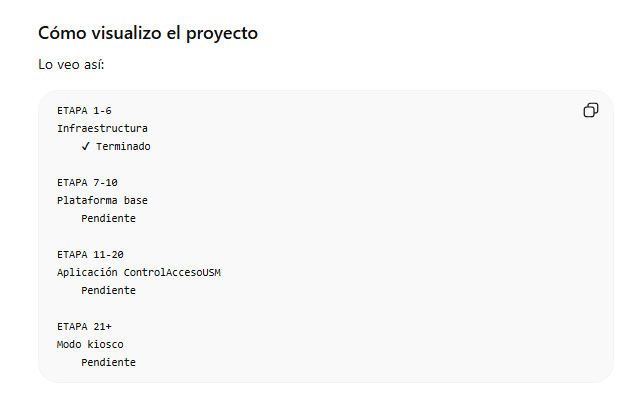 Cómo visualizo el proyecto
Lo veo así:
ETAPA 1-6
Infraestructura
✓ Terminado
ETAPA 7-10
Plataforma base
Pendiente
ETAPA 11-20
Aplicación ControlAccesoUSM
Pendiente
ETAPA 21+
Modo kiosco
Pendiente